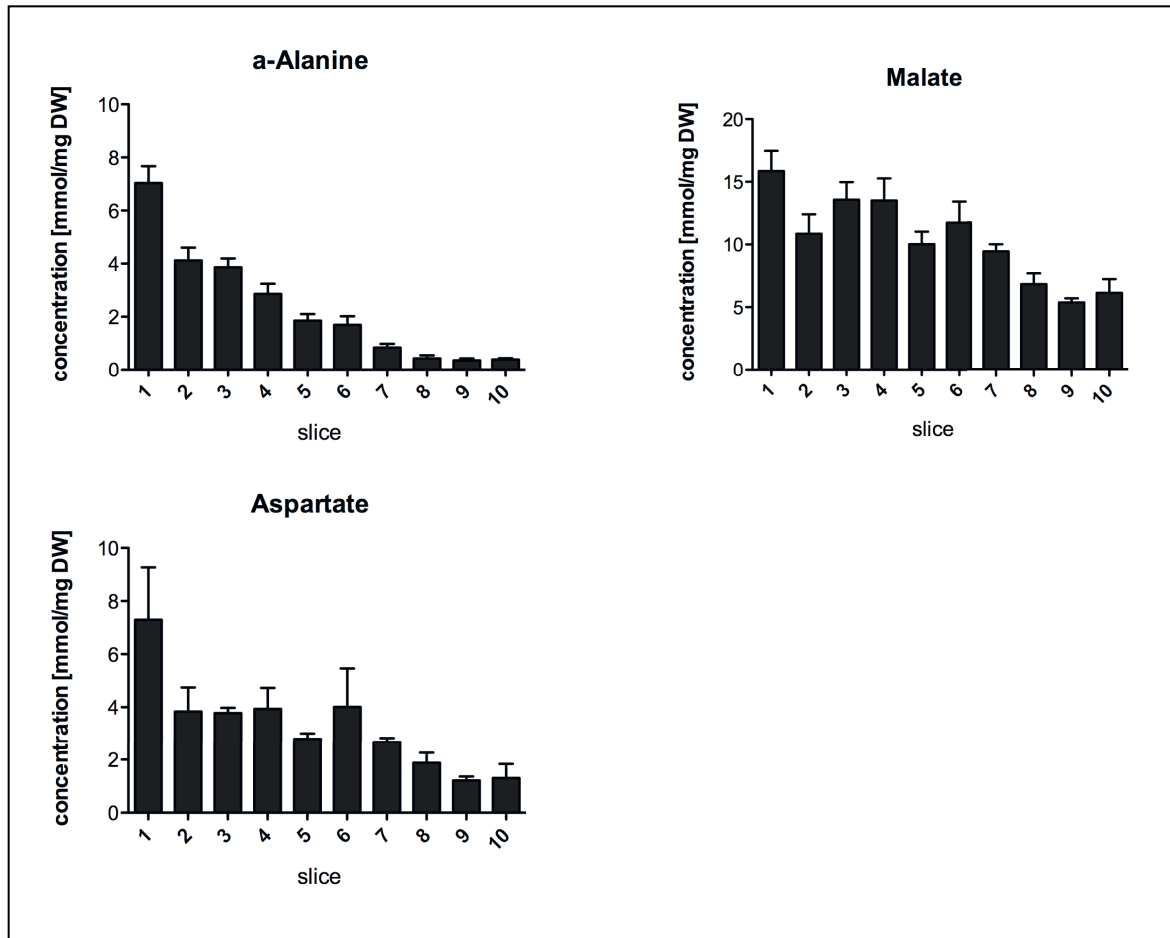 a-Alanine
concentration [mmol/mg DW]
10
8
6
4
2
0
1 2 3 4 5 6 7 8 9 10
slice
Malate
concentration [mmol/mg DW]
20
15
10
5
0
1 2 3 4 5 6 7 8 9 10
slice
Aspartate
concentration [mmol/mg DW]
10
8
6
4
2
0
1 2 3 4 5 6 7 8 9 10
slice